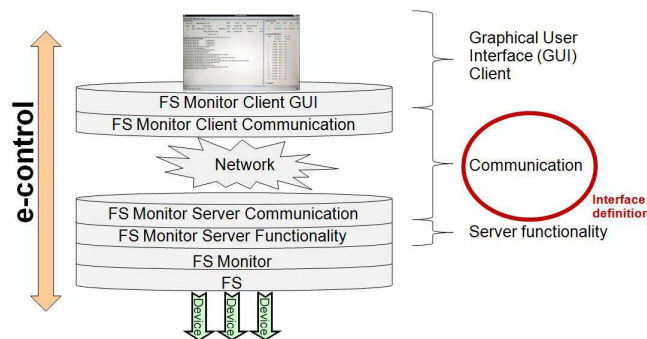 e-control
FS Monitor Client GUI
FS Monitor Client Communication
Network
FS Monitor Server Communication
FS Monitor Server Functionality
FS Monitor
FS
Device
Device
Device
Graphical User
Interface (GUI)
Client
Communication
Interface
definition
Server functionality